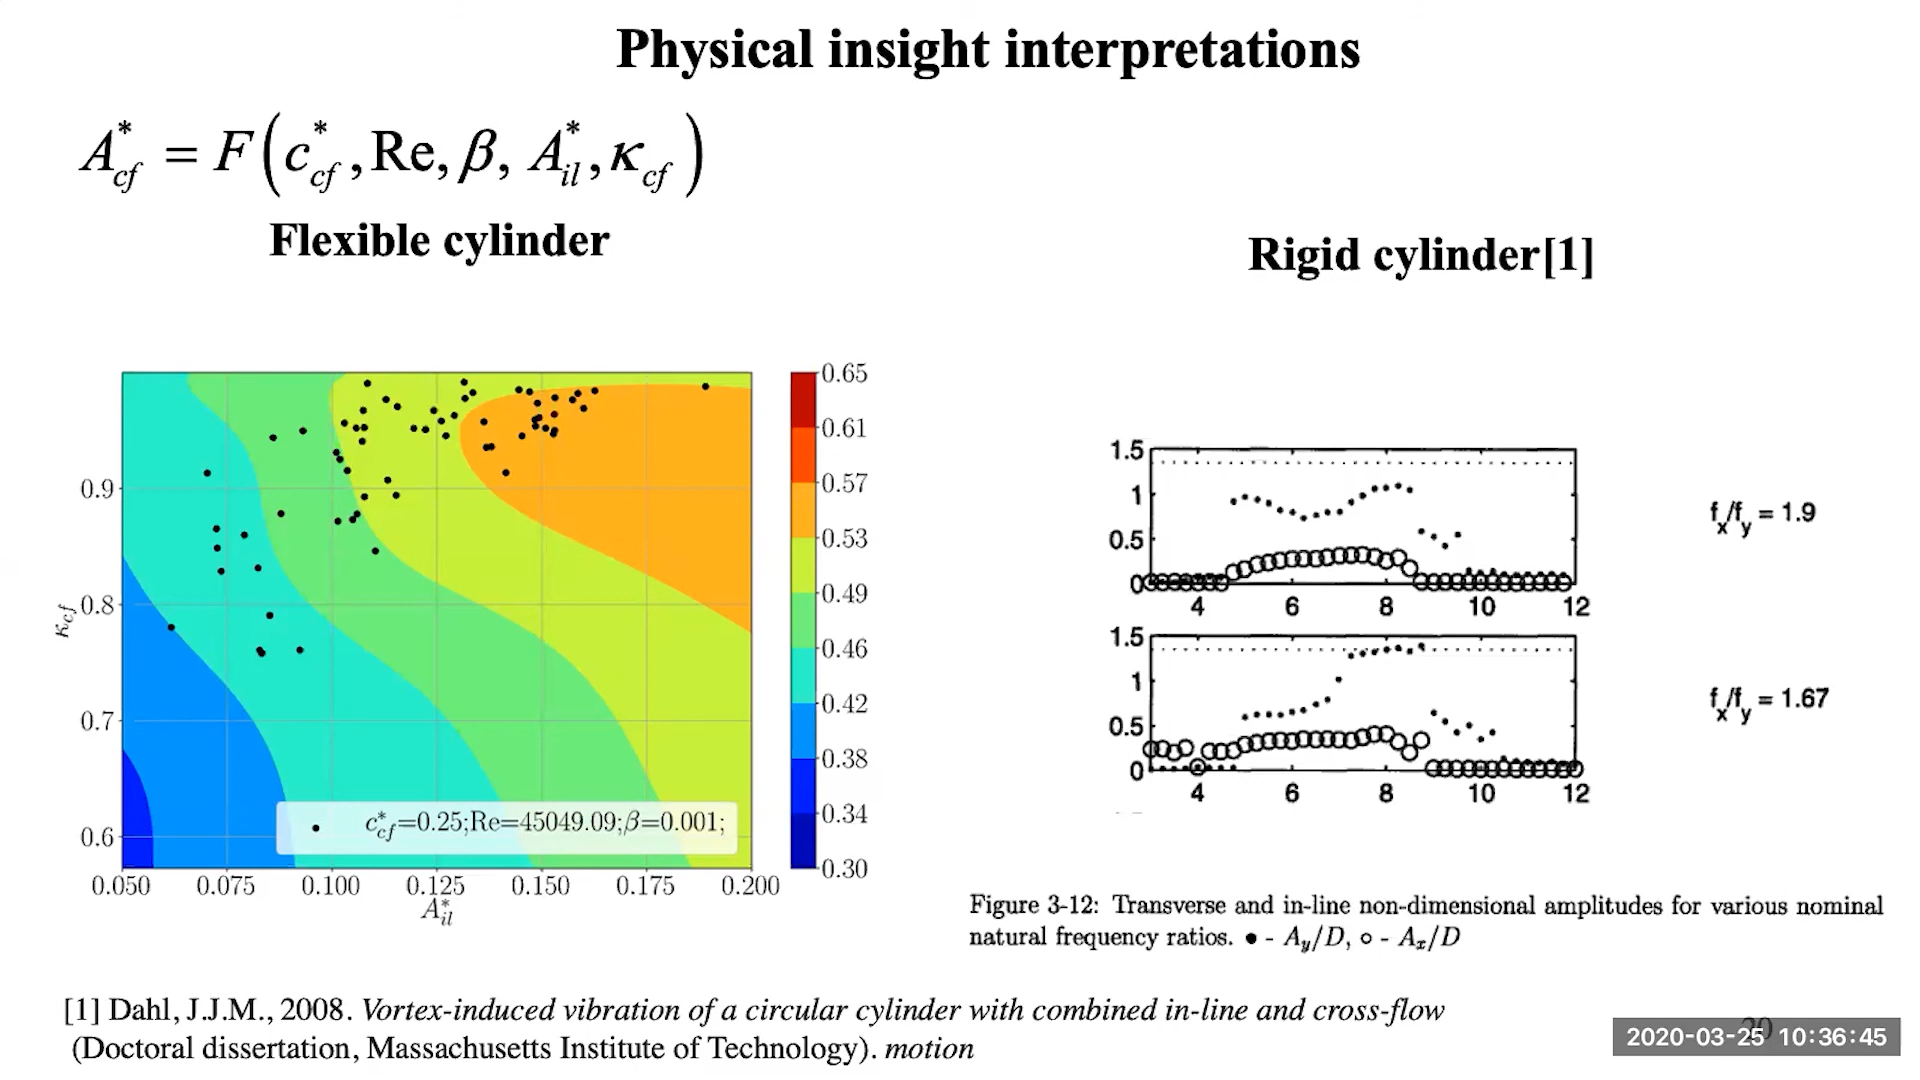 Physical insight interpretations
A*cf = F(c*cf, Re, β, A*il, κcf)
Flexible cylinder
Rigid cylinder[1]
0.9
0.8
0.7
0.6
κcf
0.050 0.075 0.100 0.125 0.150 0.175 0.200
A*il
c*cf=0.25;Re=45049.09;β=0.001;
0.65
0.61
0.57
0.53
0.49
0.46
0.42
0.38
0.34
0.30
1.5
1
0.5
0
4 6 8 10 12
fx/fy = 1.9
1.5
1
0.5
0
4 6 8 10 12
fx/fy = 1.67
Figure 3-12: Transverse and in-line non-dimensional amplitudes for various nominal
natural frequency ratios. • - Ay/D, ○ - Ax/D
[1] Dahl, J.J.M., 2008. Vortex-induced vibration of a circular cylinder with combined in-line and cross-flow
(Doctoral dissertation, Massachusetts Institute of Technology). motion
2020-03-25 10:36:45